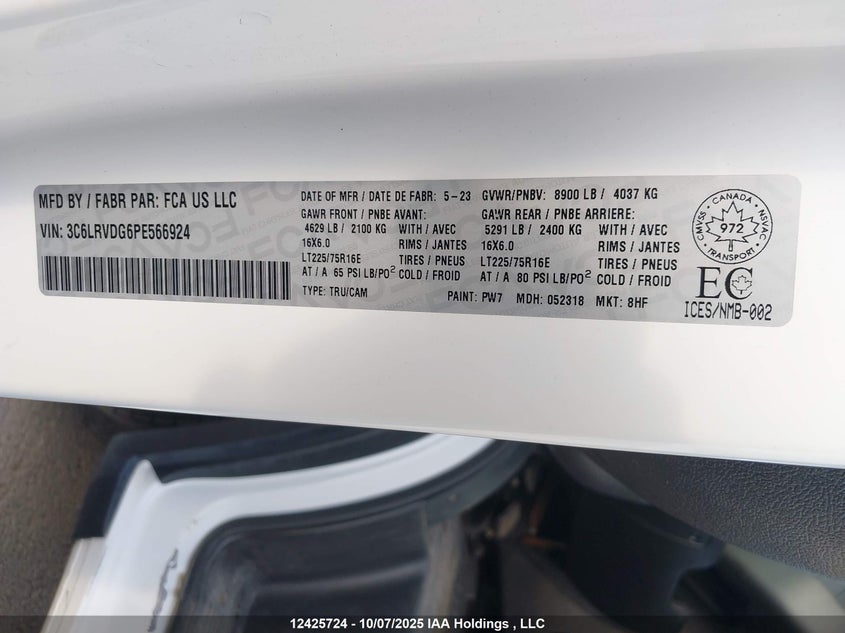 MFD BY / FABR PAR: FCA US LLC
DATE OF MFR / DATE DE FABR: 5-23
GVWR/PNBV: 8900 LB / 4037 KG
VIN: 3C6LRVDG6PE566924
GAWR FRONT / PNBE AVANT:
4629 LB / 2100 KG WITH / AVEC
16X6.0 RIMS / JANTES
LT225/75R16E TIRES / PNEUS
AT / A 65 PSI LB/PO2 COLD / FROID
GAWR REAR / PNBE ARRIERE:
5291 LB / 2400 KG WITH / AVEC
16X6.0 RIMS / JANTES
LT225/75R16E TIRES / PNEUS
AT / A 80 PSI LB/PO2 COLD / FROID
TYPE: TRU/CAM PAINT: PW7 MDH: 052318 MKT: 8HF
CANADA
CMVSS 972 NSVAC
TRANSPORT
EC
ICES/NMB-002
12425724 - 10/07/2025 IAA Holdings , LLC